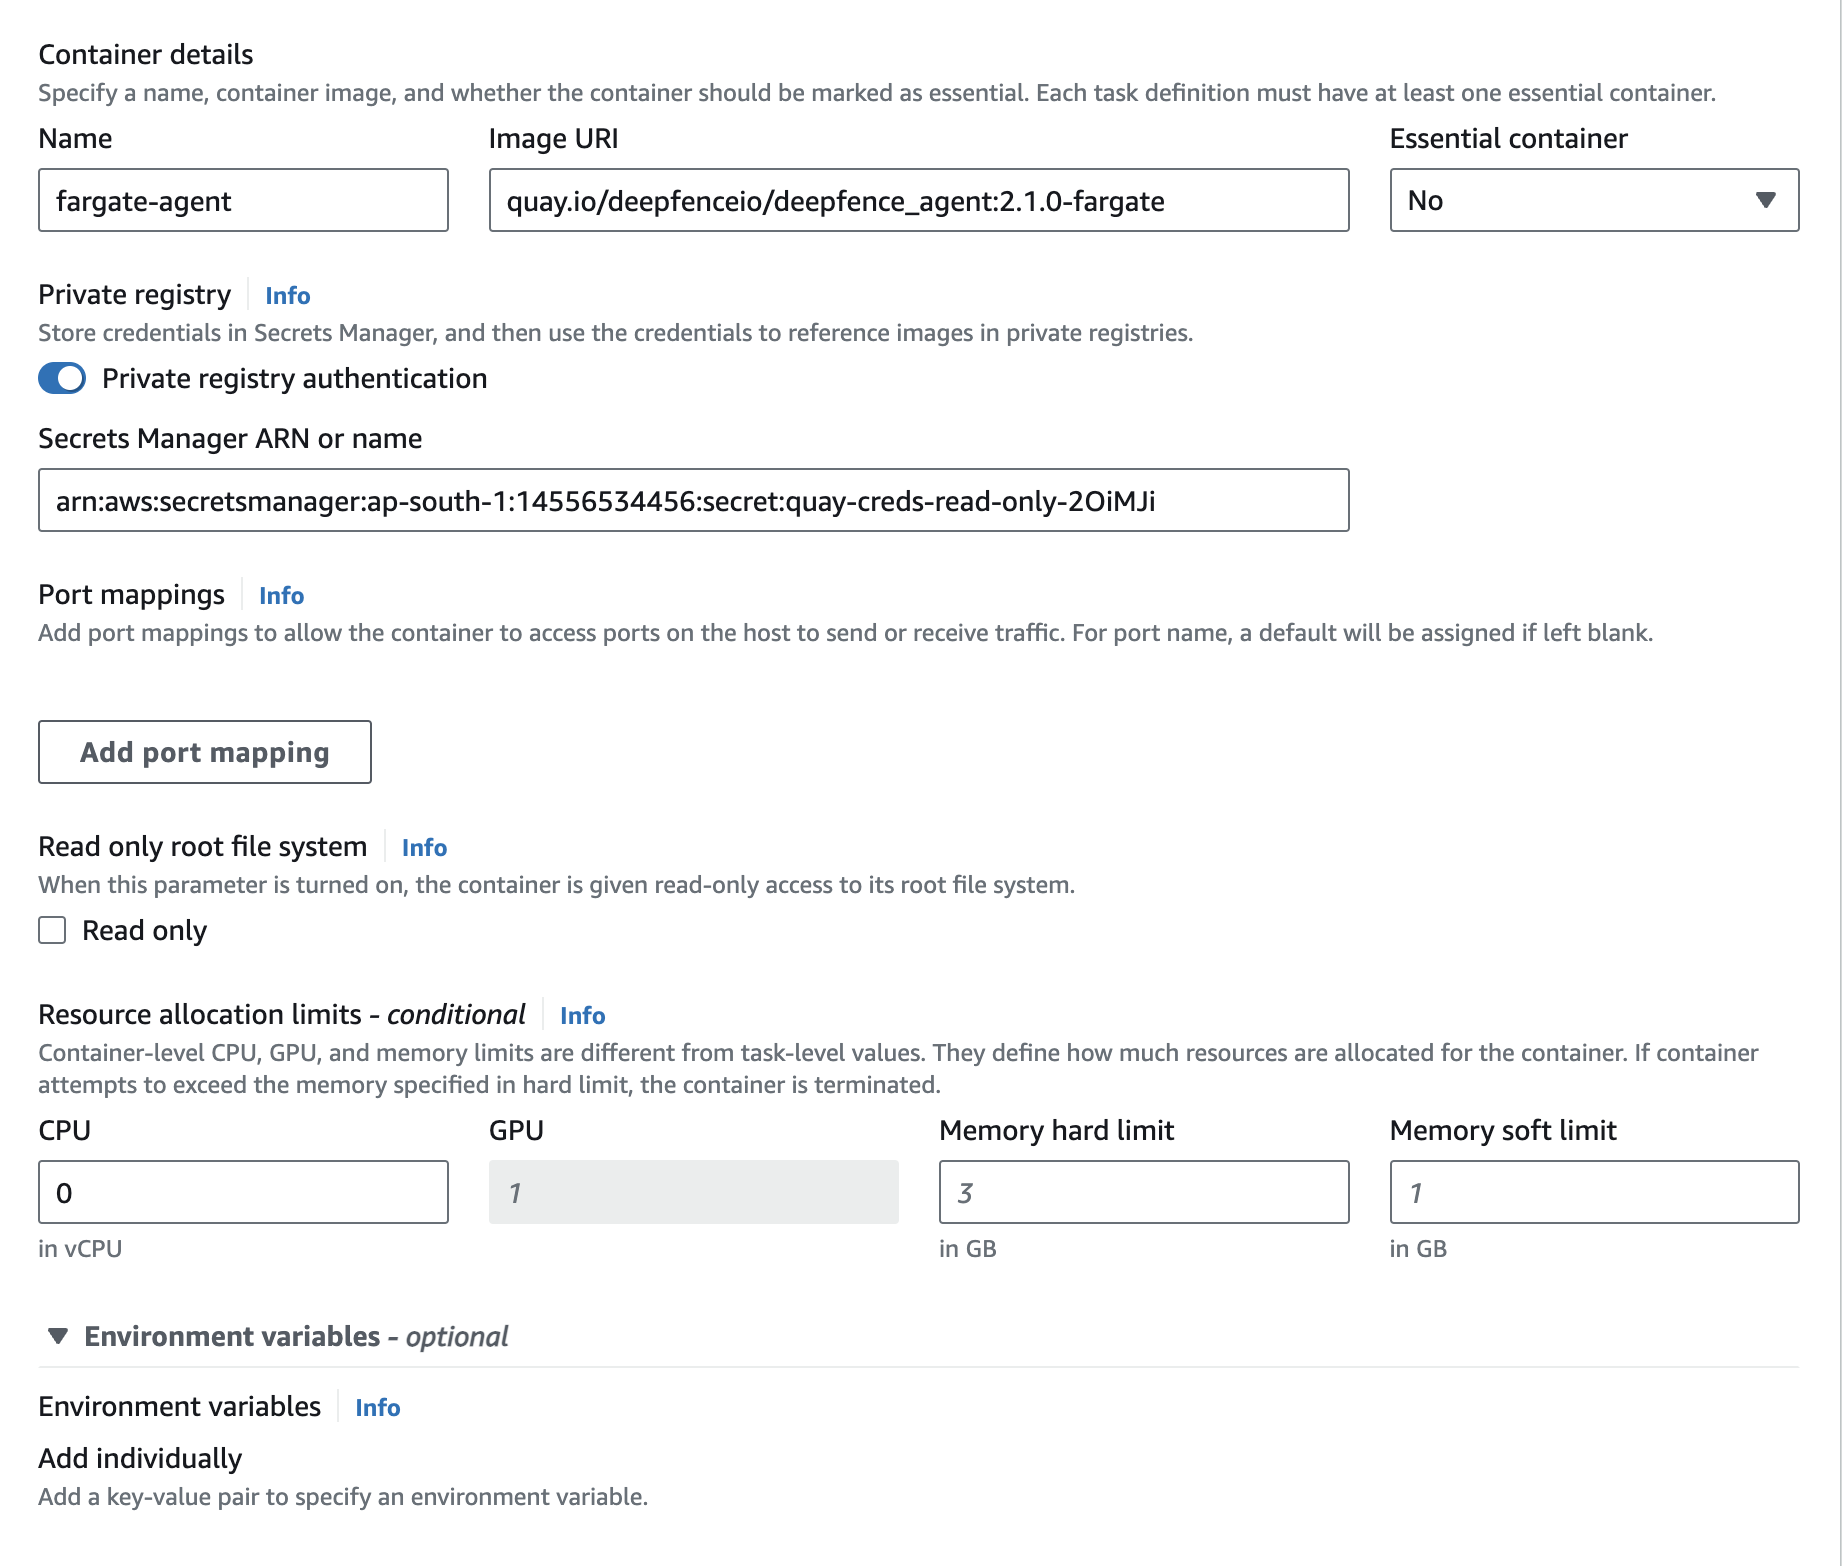 Container details
Specify a name, container image, and whether the container should be marked as essential. Each task definition must have at least one essential container.
Name
Image URI
Essential container
fargate-agent
quay.io/deepfenceio/deepfence_agent:2.1.0-fargate
No
Private registry Info
Store credentials in Secrets Manager, and then use the credentials to reference images in private registries.
Private registry authentication
Secrets Manager ARN or name
arn:aws:secretsmanager:ap-south-1:14556534456:secret:quay-creds-read-only-2OiMJi
Port mappings Info
Add port mappings to allow the container to access ports on the host to send or receive traffic. For port name, a default will be assigned if left blank.
Add port mapping
Read only root file system Info
When this parameter is turned on, the container is given read-only access to its root file system.
Read only
Resource allocation limits - conditional Info
Container-level CPU, GPU, and memory limits are different from task-level values. They define how much resources are allocated for the container. If container
attempts to exceed the memory specified in hard limit, the container is terminated.
CPU
GPU
Memory hard limit
Memory soft limit
0
1
3
1
in vCPU
in GB
in GB
Environment variables - optional
Environment variables Info
Add individually
Add a key-value pair to specify an environment variable.